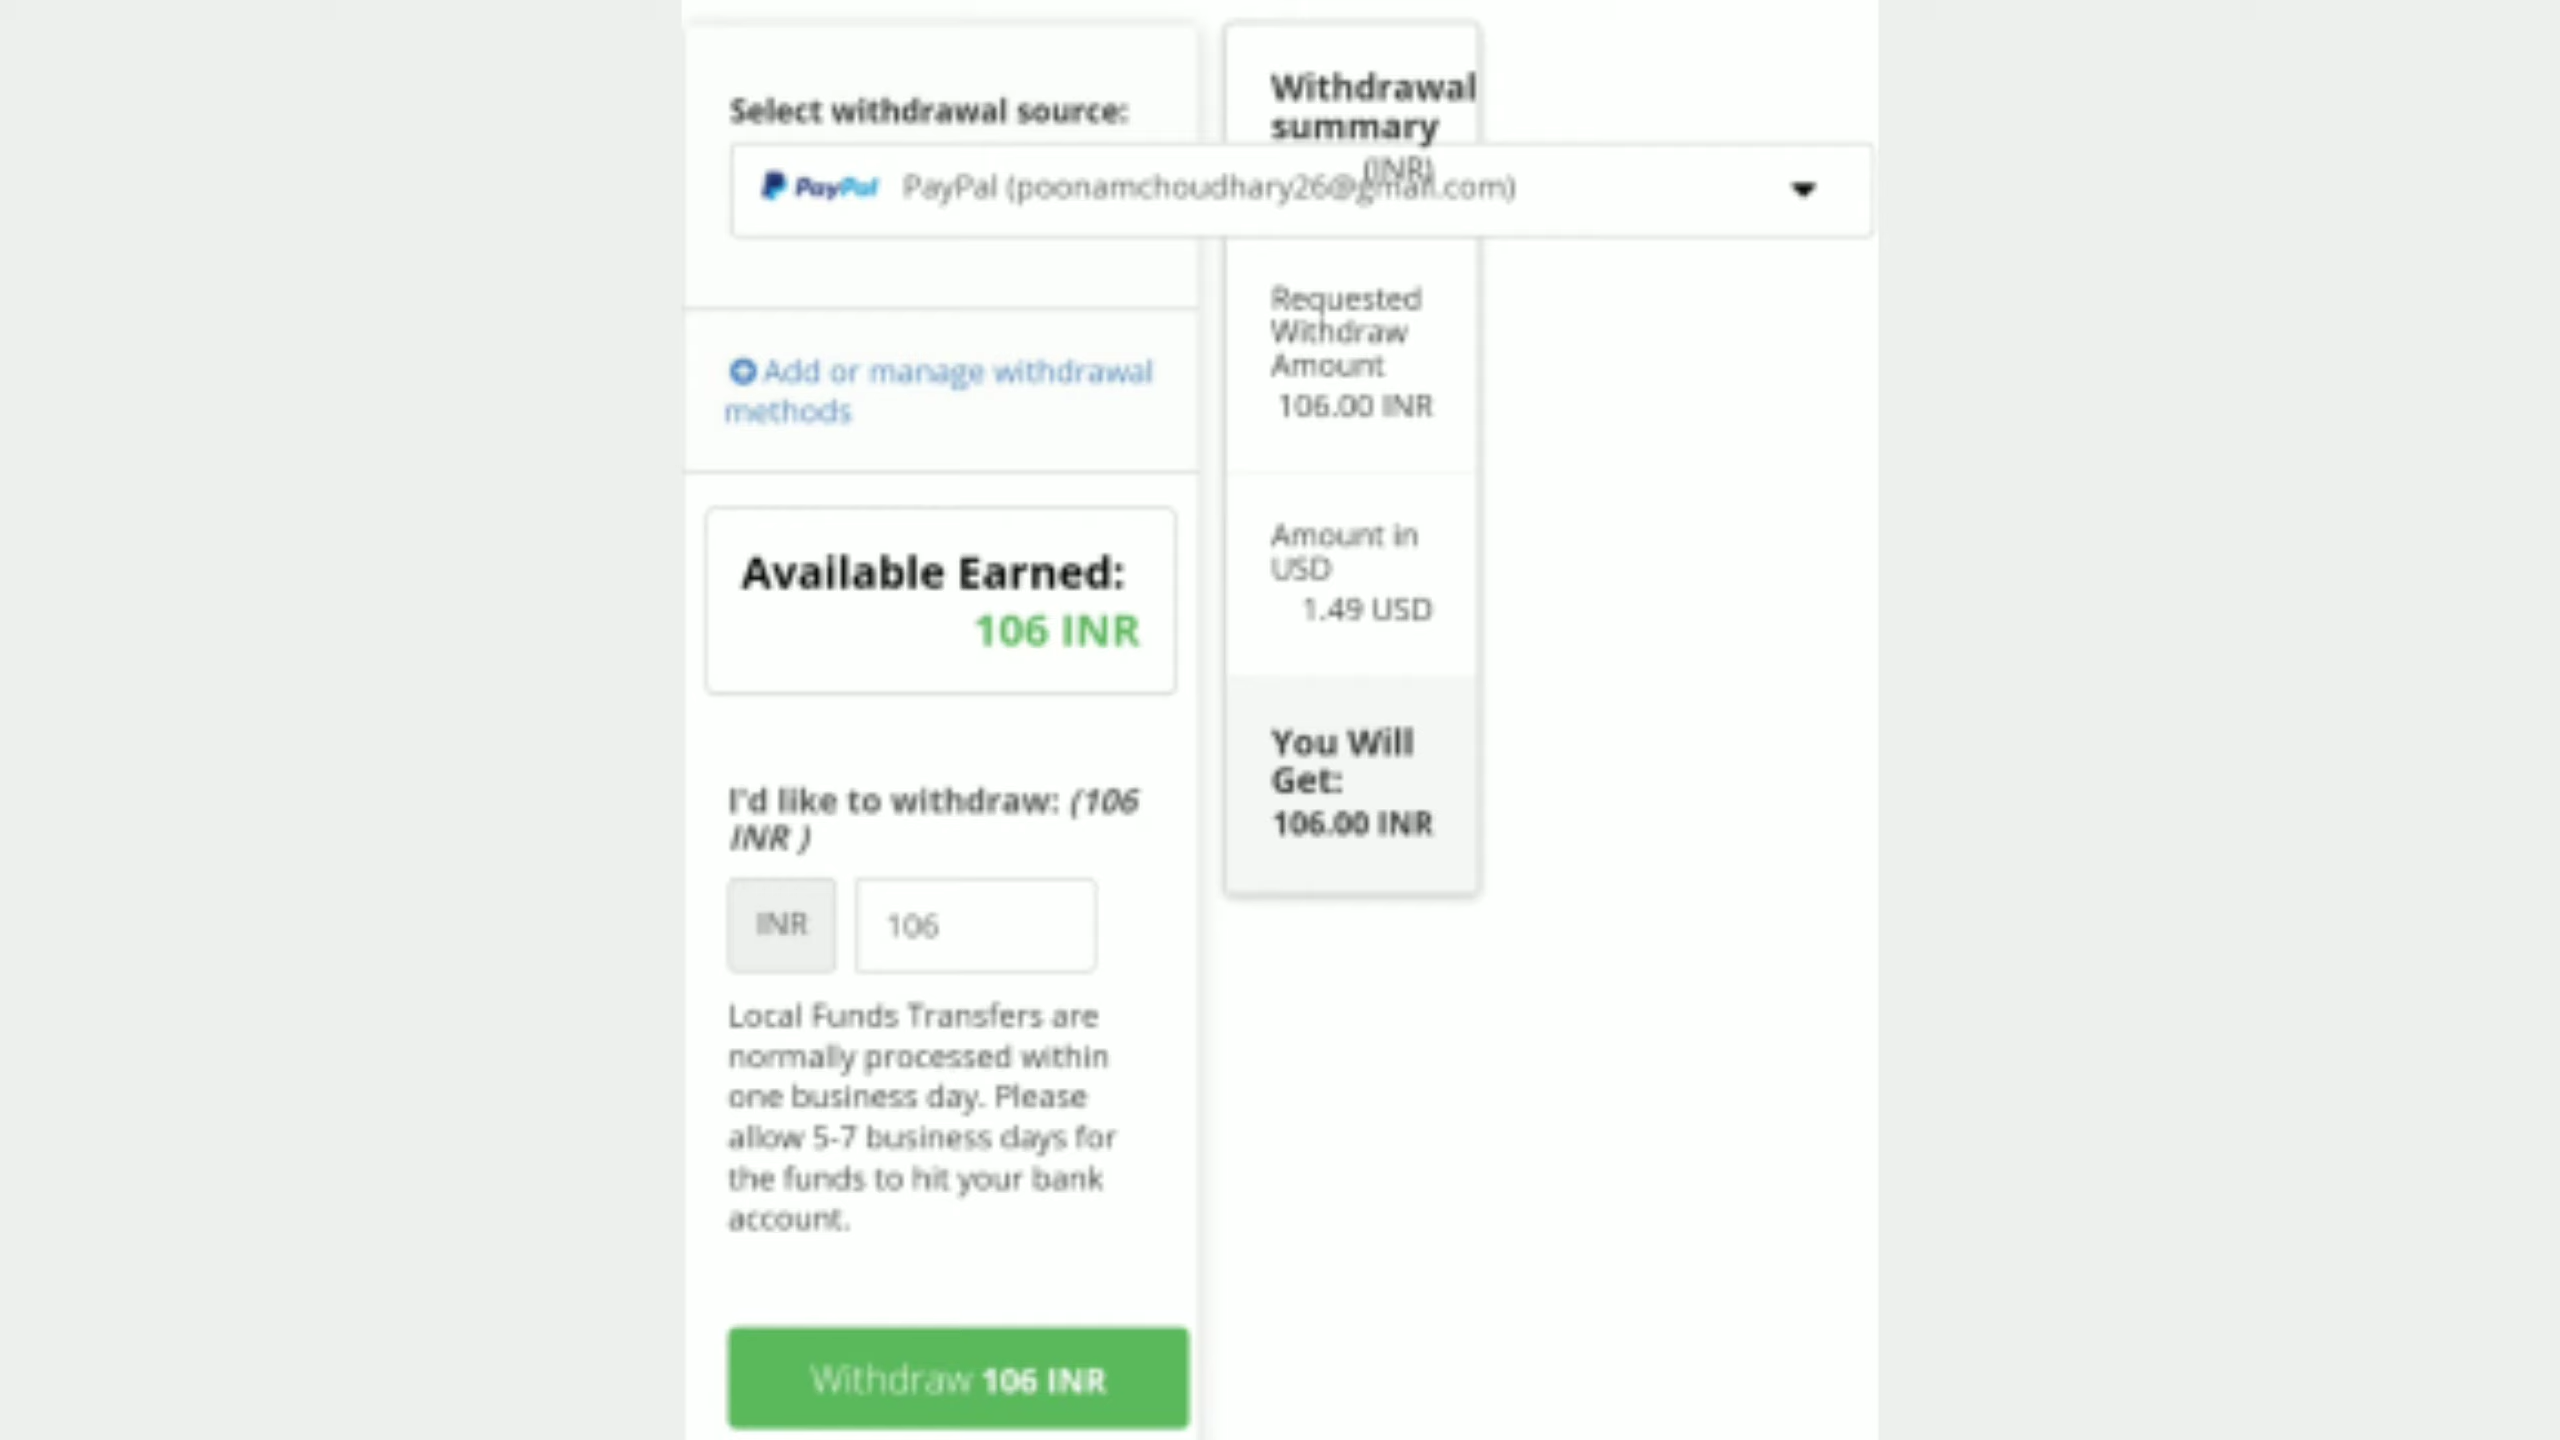 Select withdrawal source:
PayPal PayPal (poonamchoudhary26@gmail.com)
Add or manage withdrawal
methods
Available Earned:
106 INR
I'd like to withdraw: (106
INR )
INR 106
Local Funds Transfers are
normally processed within
one business day. Please
allow 5-7 business days for
the funds to hit your bank
account.
Withdraw 106 INR
Withdrawal
summary
(INR)
Requested
Withdraw
Amount
106.00 INR
Amount in
USD
1.49 USD
You Will
Get:
106.00 INR